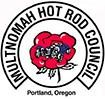 MULTNOMAH HOT ROD COUNCIL
Portland, Oregon